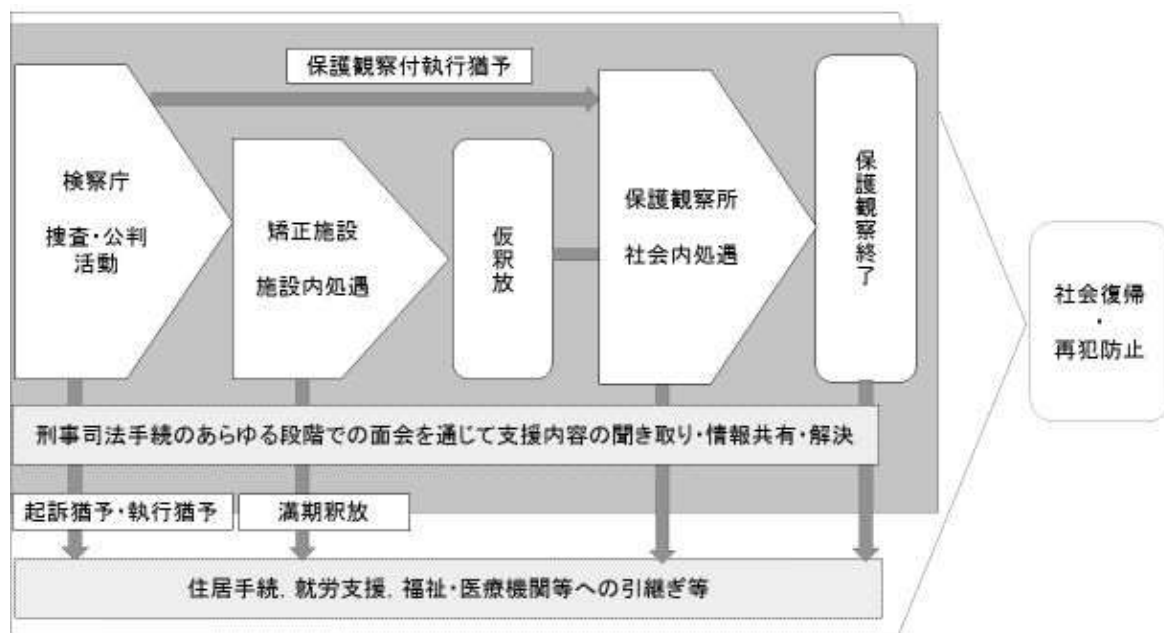 保護観察付執行猶予
検察庁
捜査・公判
活動
矯正施設
施設内処遇
仮釈放
保護観察所
社会内処遇
保護観察終了
社会復帰
・
再犯防止
刑事司法手続のあらゆる段階での面会を通じて支援内容の聞き取り・情報共有・解決
起訴猶予・執行猶予
満期釈放
住居手続，就労支援，福祉・医療機関等への引継ぎ等